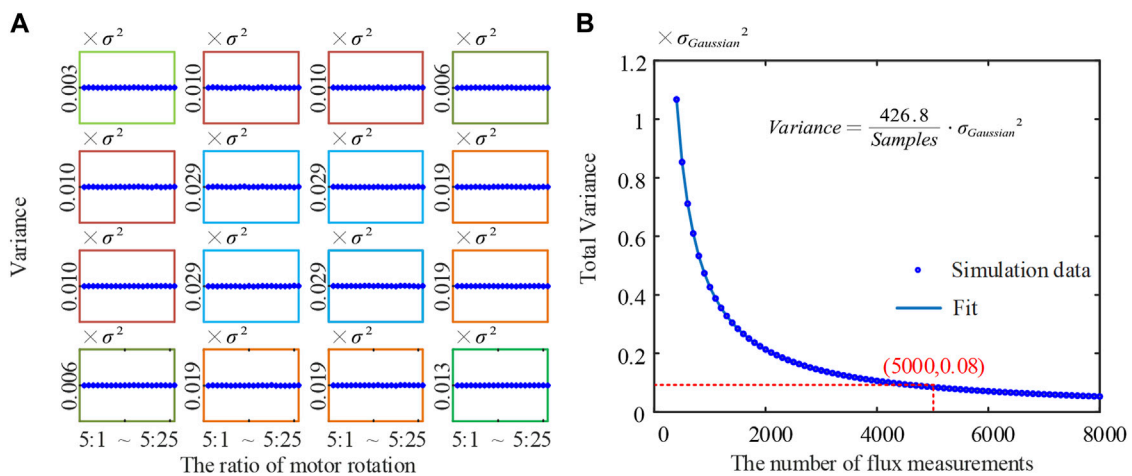 A
× σ² × σ² × σ² × σ²
0.003 0.010 0.010 0.006
× σ² × σ² × σ² × σ²
0.010 0.029 0.029 0.019
× σ² × σ² × σ² × σ²
0.010 0.029 0.029 0.019
× σ² × σ² × σ² × σ²
0.006 0.019 0.019 0.013
5:1 ~ 5:25 5:1 ~ 5:25 5:1 ~ 5:25 5:1 ~ 5:25
The ratio of motor rotation
Variance
B
× σ_Gaussian²
1.2
1
0.8
0.6
0.4
0.2
0
Total Variance
Variance = 426.8/Samples · σ_Gaussian²
Simulation data
Fit
(5000,0.08)
0 2000 4000 6000 8000
The number of flux measurements